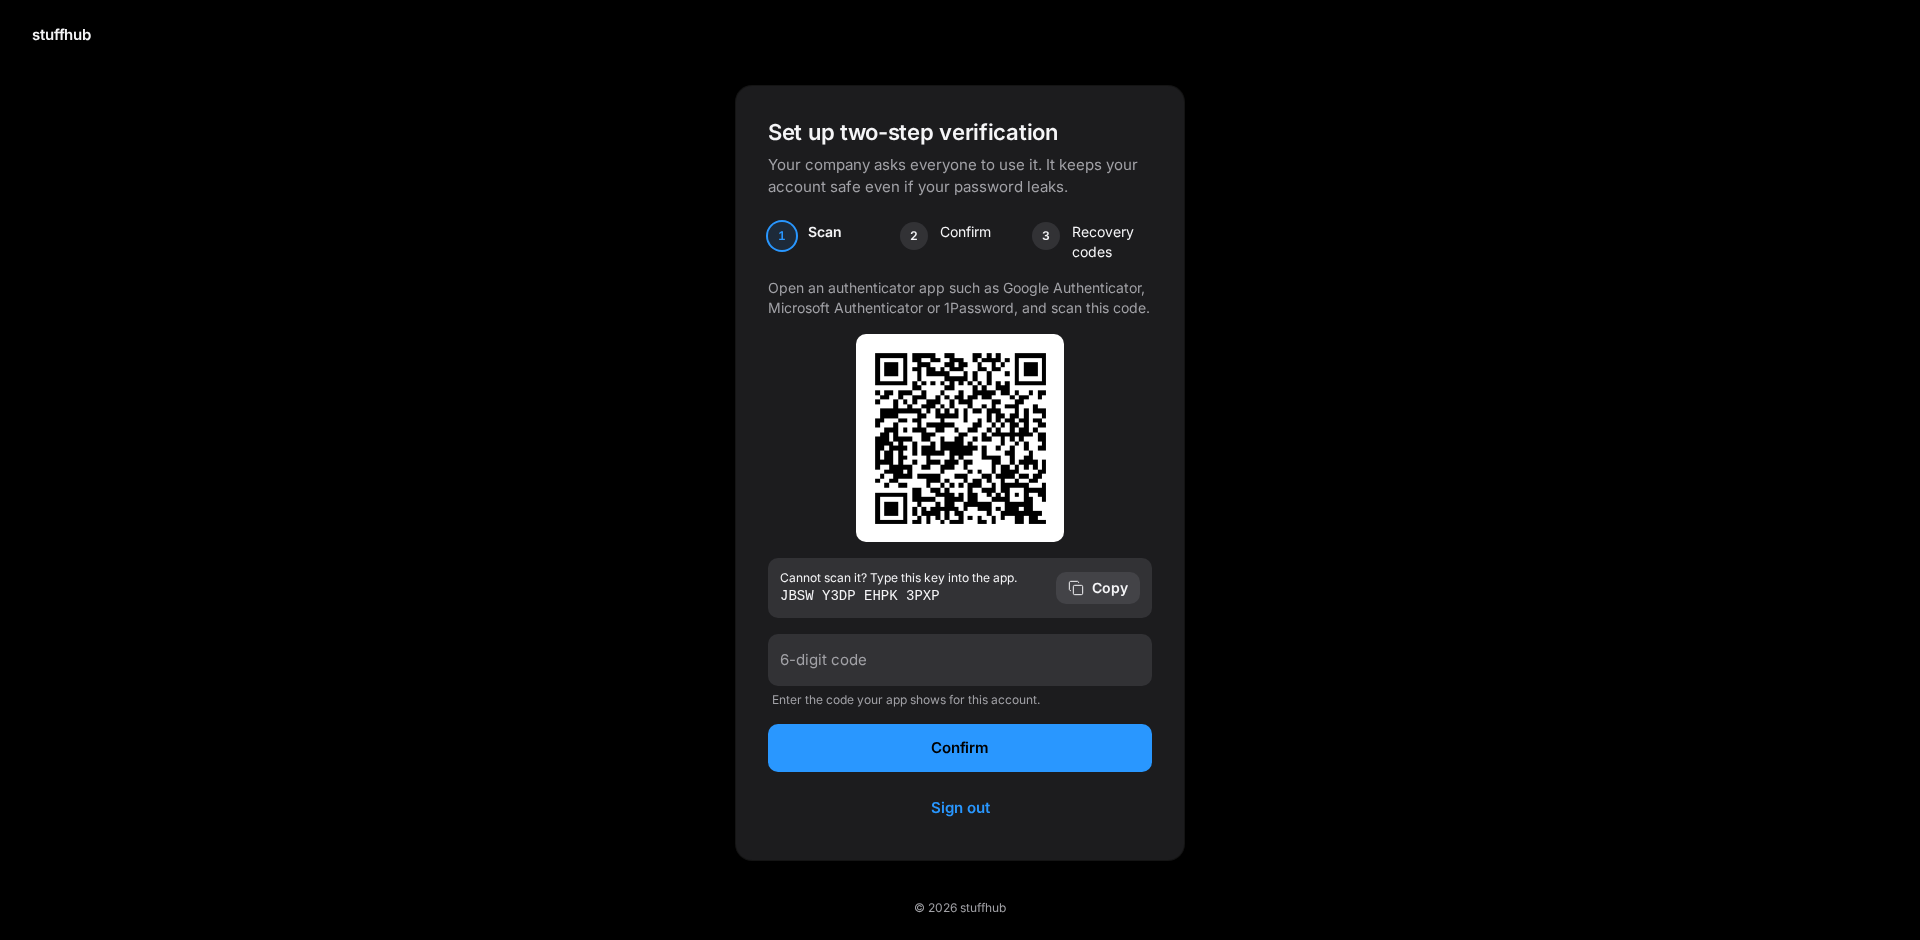 stuffhub
Set up two-step verification
Your company asks everyone to use it. It keeps your
account safe even if your password leaks.
1 Scan
2 Confirm
3 Recovery
codes
Open an authenticator app such as Google Authenticator,
Microsoft Authenticator or 1Password, and scan this code.
Cannot scan it? Type this key into the app.
JBSW Y3DP EHPK 3PXP
Copy
6-digit code
Enter the code your app shows for this account.
Confirm
Sign out
© 2026 stuffhub